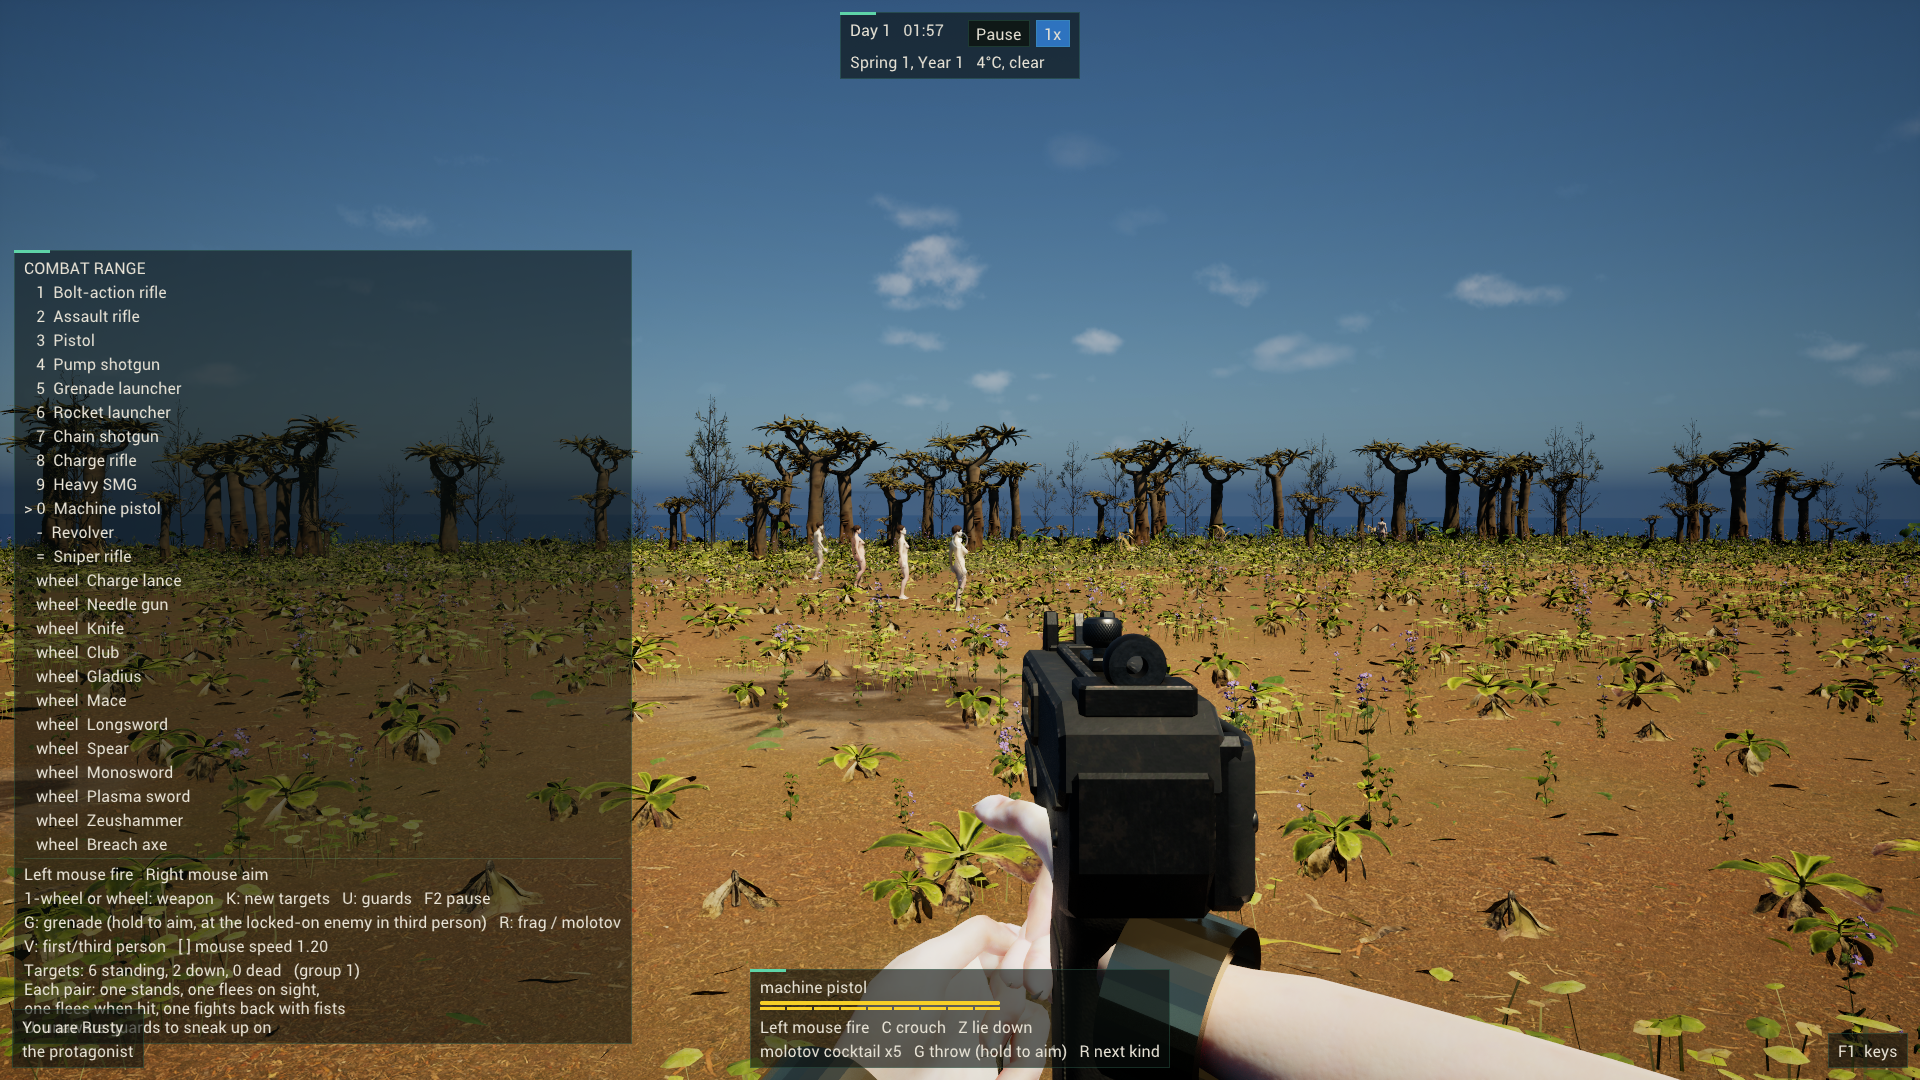 Day 1 01:57 Pause 1x
Spring 1, Year 1 4°C, clear
COMBAT RANGE
1 Bolt-action rifle
2 Assault rifle
3 Pistol
4 Pump shotgun
5 Grenade launcher
6 Rocket launcher
7 Chain shotgun
8 Charge rifle
9 Heavy SMG
> 0 Machine pistol
- Revolver
= Sniper rifle
wheel Charge lance
wheel Needle gun
wheel Knife
wheel Club
wheel Gladius
wheel Mace
wheel Longsword
wheel Spear
wheel Monosword
wheel Plasma sword
wheel Zeushammer
wheel Breach axe
Left mouse fire Right mouse aim
1-wheel or wheel: weapon K: new targets U: guards F2 pause
G: grenade (hold to aim, at the locked-on enemy in third person) R: frag / molotov
V: first/third person [ ] mouse speed 1.20
Targets: 6 standing, 2 down, 0 dead (group 1)
Each pair: one stands, one flees on sight,
one flees when hit, one fights back with fists
You are Rusty
to sneak up on
the protagonist
machine pistol
Left mouse fire C crouch Z lie down
molotov cocktail x5 G throw (hold to aim) R next kind
F1 keys